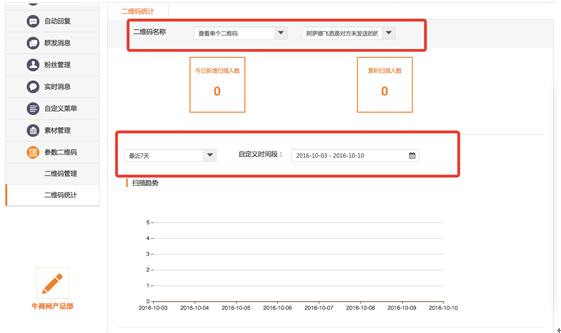 自动回复
群发消息
粉丝管理
实时消息
自定义菜单
素材管理
参数二维码
二维码管理
二维码统计
牛商网产品部
二维码统计
二维码名称 查看单个二维码 阿萨德飞洒是对方未发送的的
今日新增扫描人数 累积扫描人数
0 0
最近7天 自定义时间段： 2016-10-03 - 2016-10-10
扫描趋势
5
4
3
2
1
0
2016-10-03 2016-10-04 2016-10-05 2016-10-06 2016-10-07 2016-10-08 2016-10-09 2016-10-10